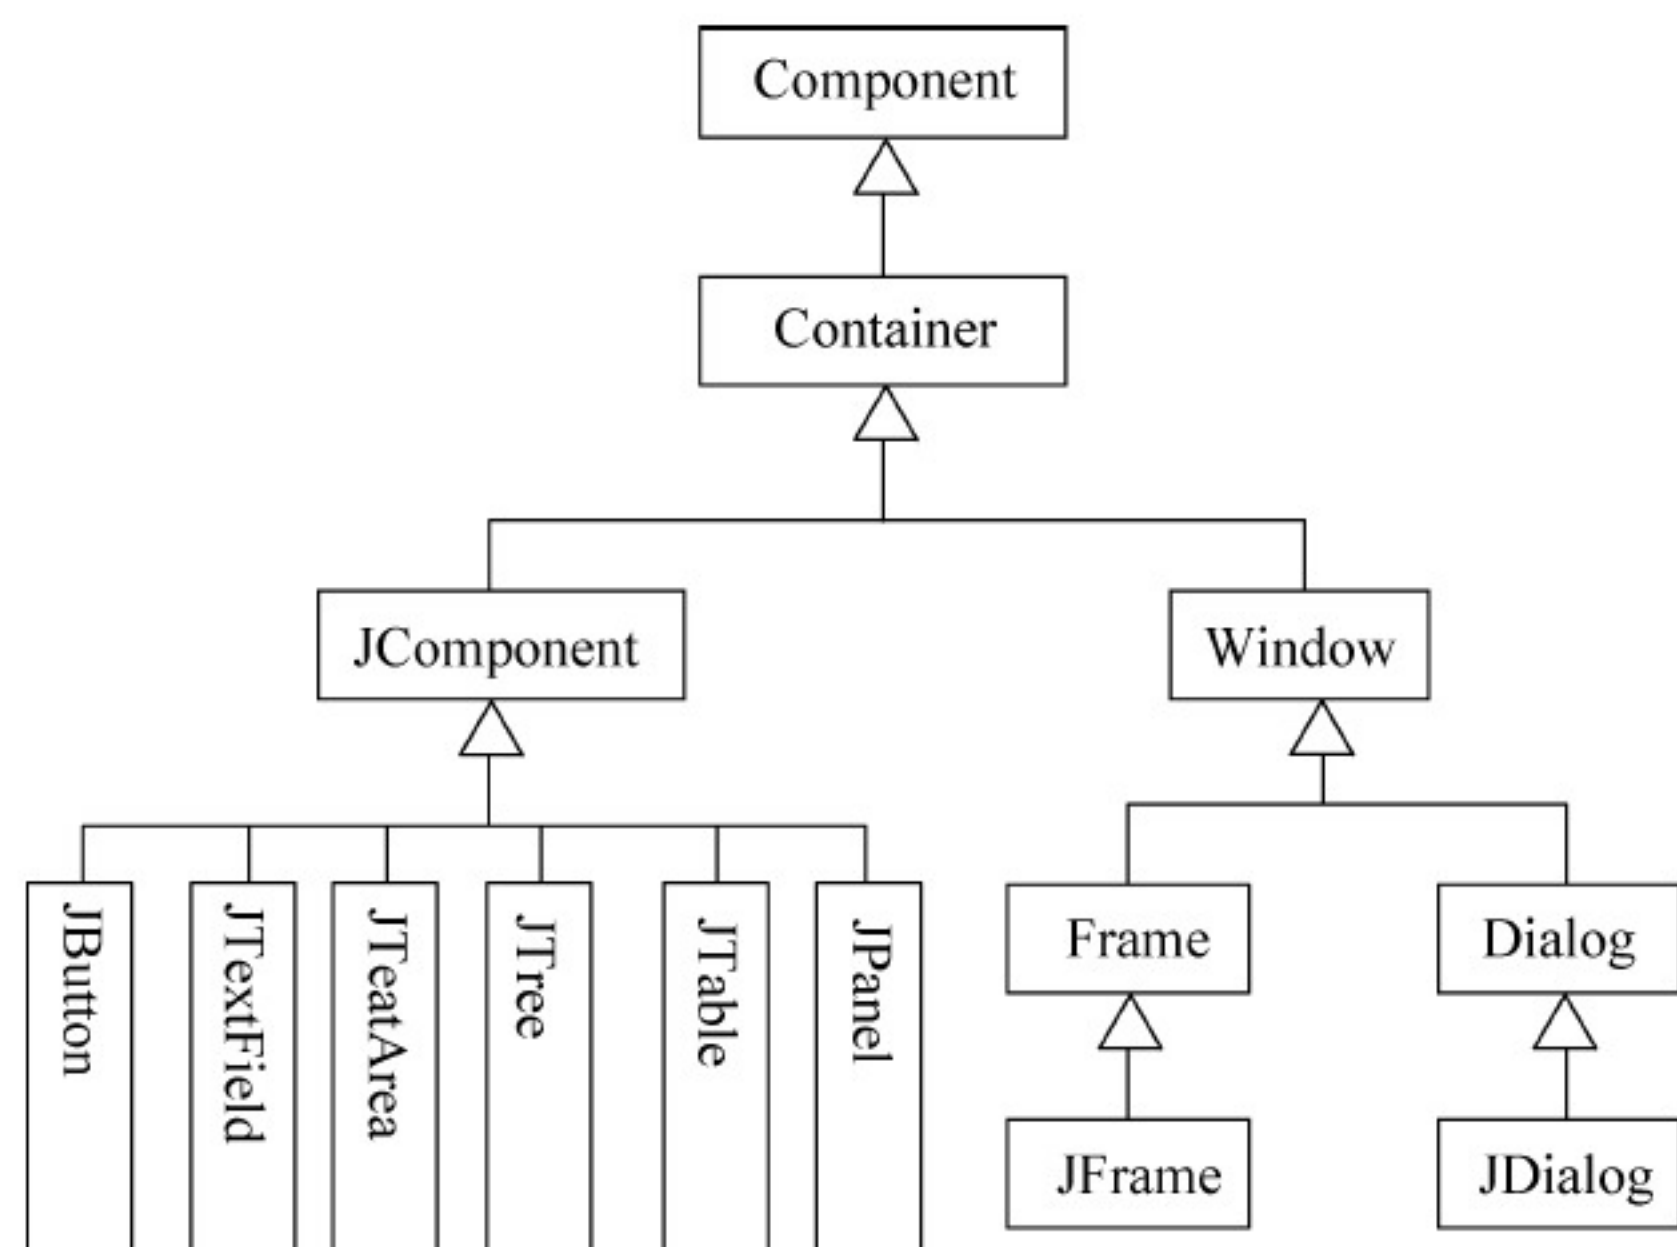 Component
Container
JComponent
Window
JButton
JTextField
JTeatArea
JTree
JTable
JPanel
Frame
Dialog
JFrame
JDialog